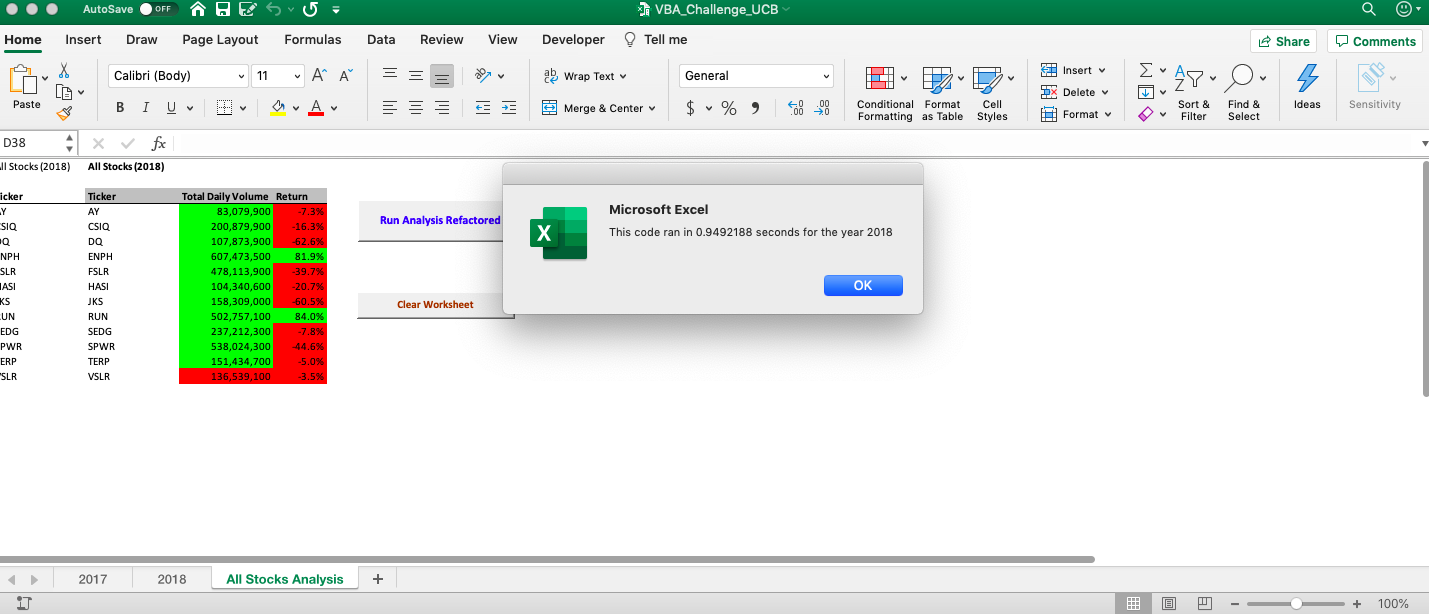 AutoSave OFF VBA_Challenge_UCB
Home Insert Draw Page Layout Formulas Data Review View Developer Tell me Share Comments
Paste
Calibri (Body) 11
B I U A
ab Wrap Text
Merge & Center
General
$ % .00 .00
Conditional Formatting
Format as Table
Cell Styles
Insert
Delete
Format
Sort & Filter
Find & Select
Ideas
Sensitivity
D38 fx
ll Stocks (2018) All Stocks (2018)
icker Ticker Total Daily Volume Return
Y AY 83,079,900 -7.3%
SIQ CSIQ 200,879,900 -16.3%
Q DQ 107,873,900 -62.6%
NPH ENPH 607,473,500 81.9%
SLR FSLR 478,113,900 -39.7%
ASI HASI 104,340,600 -20.7%
KS JKS 158,309,000 -60.5%
UN RUN 502,757,100 84.0%
EDG SEDG 237,212,300 -7.8%
PWR SPWR 538,024,300 -44.6%
ERP TERP 151,434,700 -5.0%
SLR VSLR 136,539,100 -3.5%
Run Analysis Refactored
Clear Worksheet
Microsoft Excel
This code ran in 0.9492188 seconds for the year 2018
OK
2017 2018 All Stocks Analysis +
100%